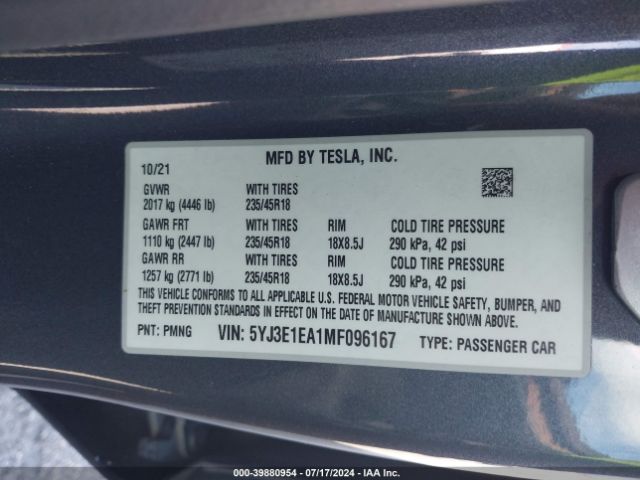 MFD BY TESLA, INC.
10/21
GVWR WITH TIRES
2017 kg (4446 lb) 235/45R18
GAWR FRT WITH TIRES RIM COLD TIRE PRESSURE
1110 kg (2447 lb) 235/45R18 18X8.5J 290 kPa, 42 psi
GAWR RR WITH TIRES RIM COLD TIRE PRESSURE
1257 kg (2771 lb) 235/45R18 18X8.5J 290 kPa, 42 psi
THIS VEHICLE CONFORMS TO ALL APPLICABLE U.S. FEDERAL MOTOR VEHICLE SAFETY, BUMPER, AND
THEFT PREVENTION STANDARDS IN EFFECT ON THE DATE OF MANUFACTURE SHOWN ABOVE.
PNT: PMNG VIN: 5YJ3E1EA1MF096167 TYPE: PASSENGER CAR
000-39880954 - 07/17/2024 - IAA Inc.